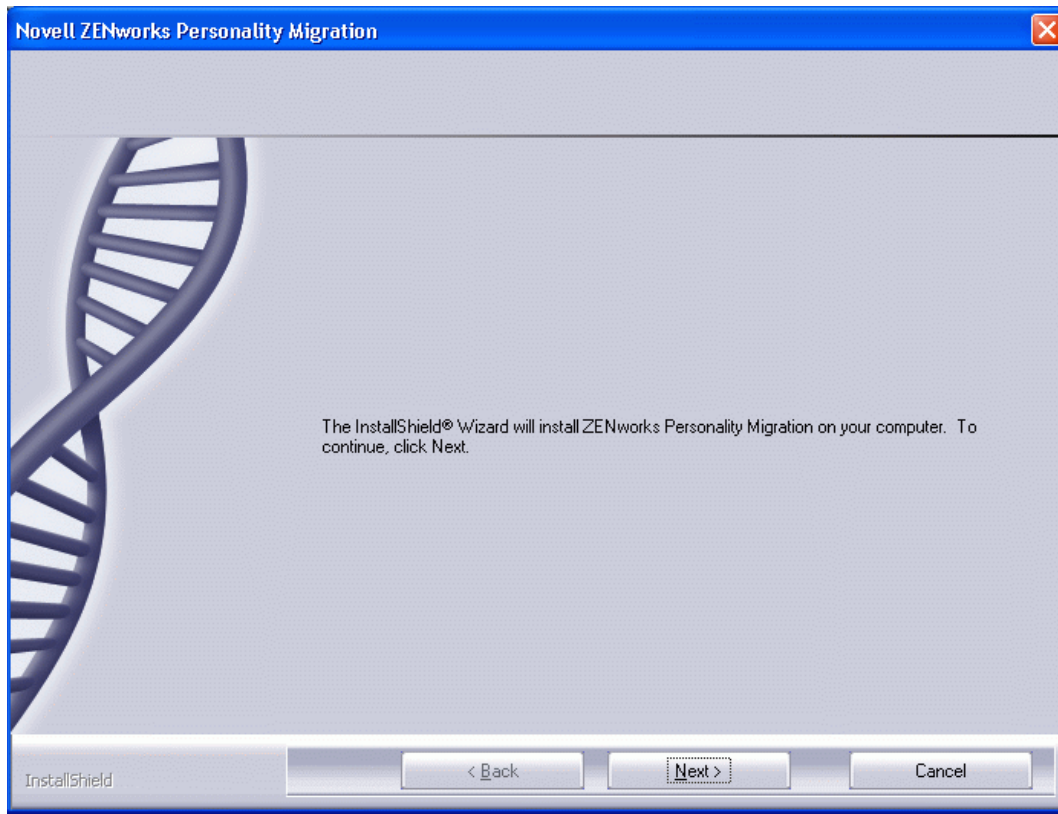 Novell ZENworks Personality Migration
The InstallShield® Wizard will install ZENworks Personality Migration on your computer.  To
continue, click Next.
InstallShield
< Back
Next >
Cancel